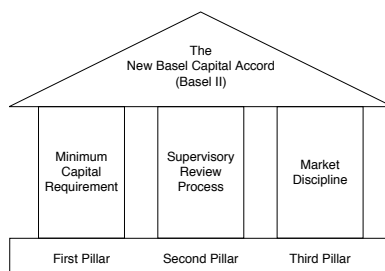 The
New Basel Capital Accord
(Basel II)
Minimum
Capital
Requirement
Supervisory
Review
Process
Market
Discipline
First Pillar
Second Pillar
Third Pillar